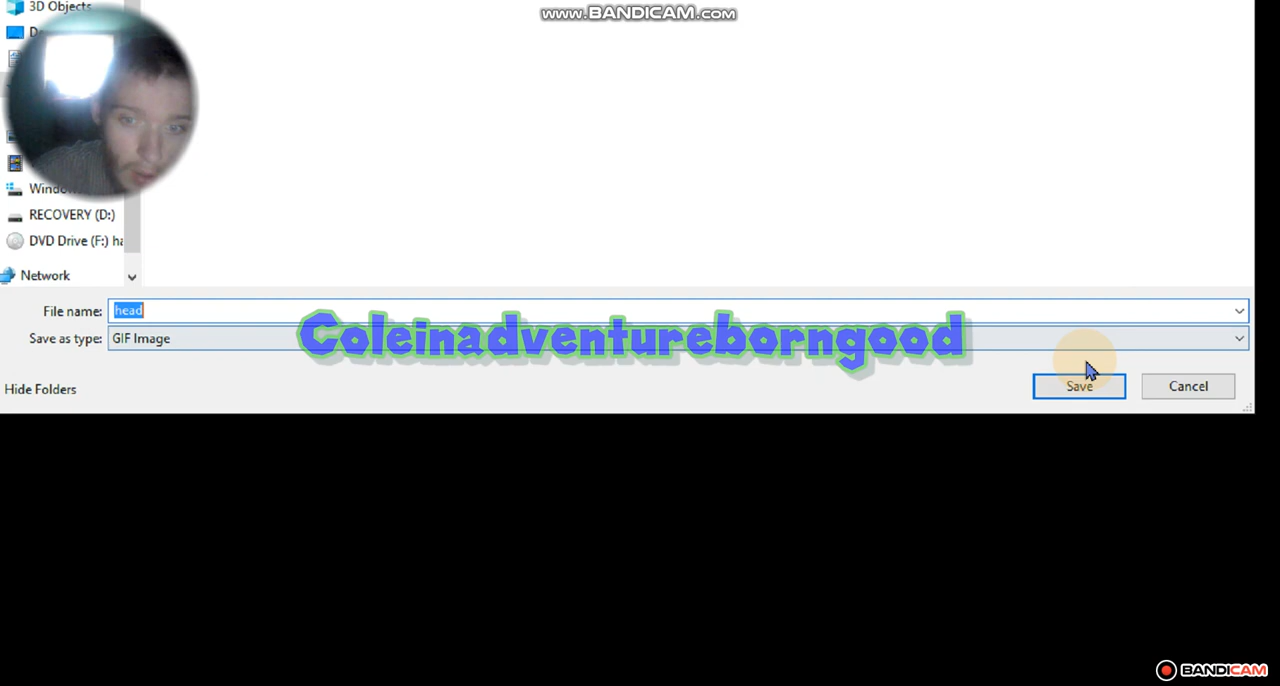 www.BANDICAM.com
3D Objects
RECOVERY (D:)
DVD Drive (F:) ha
Network
File name: head
Save as type: GIF Image
Coleinadventureborngood
Hide Folders
Save
Cancel
BANDICAM